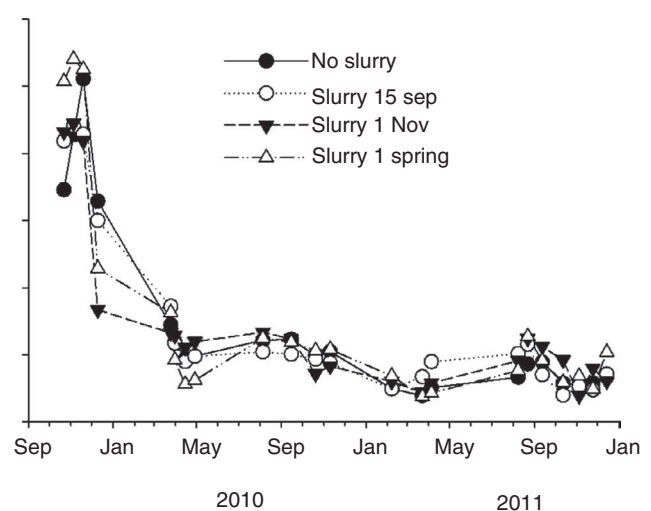 No slurry
Slurry 15 sep
Slurry 1 Nov
Slurry 1 spring
Sep Jan May Sep Jan May Sep Jan
2010 2011